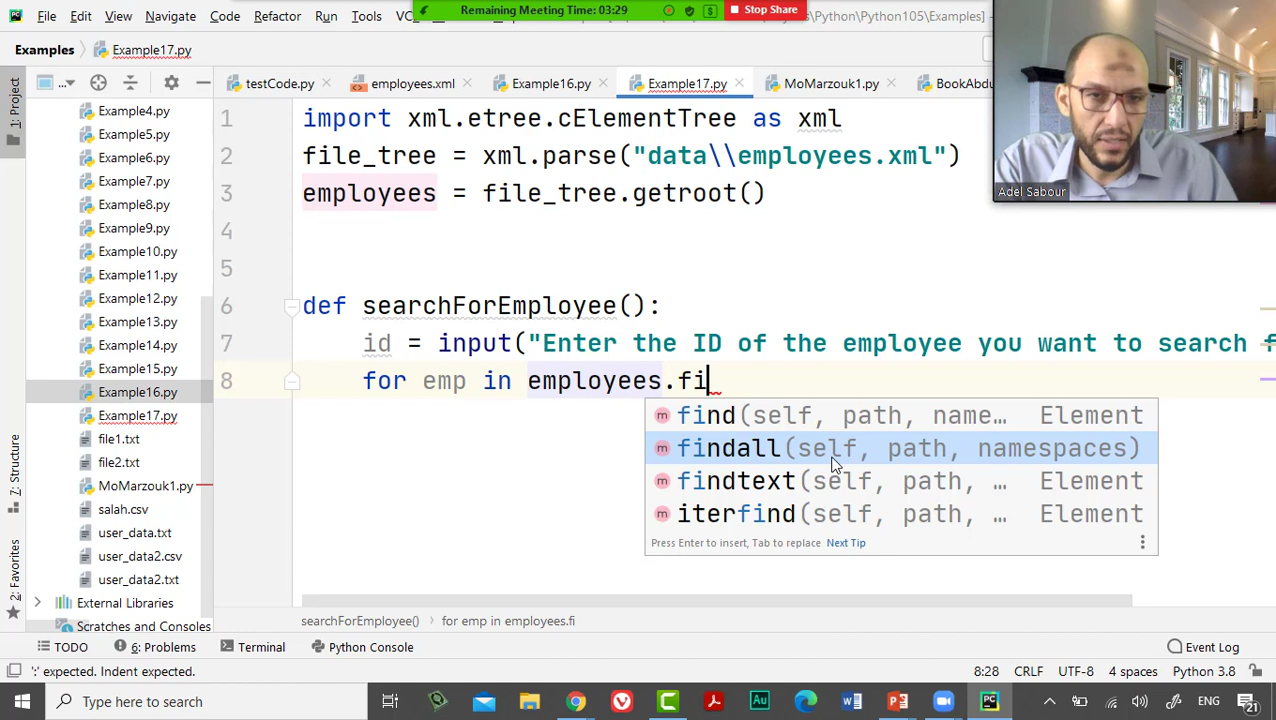 Remaining Meeting Time: 03:29
Stop Share
File Edit View Navigate Code Refactor Run Tools
\Python\Python105\Examples]
Examples Example17.py
testCode.py employees.xml Example16.py Example17.py MoMarzouk1.py BookAbdu
1: Project
Example4.py
Example5.py
Example6.py
Example7.py
Example8.py
Example9.py
Example10.py
Example11.py
Example12.py
Example13.py
Example14.py
Example15.py
Example16.py
Example17.py
file1.txt
file2.txt
MoMarzouk1.py
salah.csv
user_data.txt
user_data2.csv
user_data2.txt
External Libraries
Scratches and Consoles
Z: Structure
2: Favorites
1 import xml.etree.cElementTree as xml
2 file_tree = xml.parse("data\\employees.xml")
3 employees = file_tree.getroot()
4
5
6 def searchForEmployee():
7 id = input("Enter the ID of the employee you want to search f
8 for emp in employees.fi
find(self, path, name… Element
findall(self, path, namespaces)
findtext(self, path, … Element
iterfind(self, path, … Element
Press Enter to insert, Tab to replace Next Tip
Adel Sabour
searchForEmployee() for emp in employees.fi
TODO 6: Problems Terminal Python Console Event Log
':' expected. Indent expected. 8:28 CRLF UTF-8 4 spaces Python 3.8
Type here to search
ENG
21